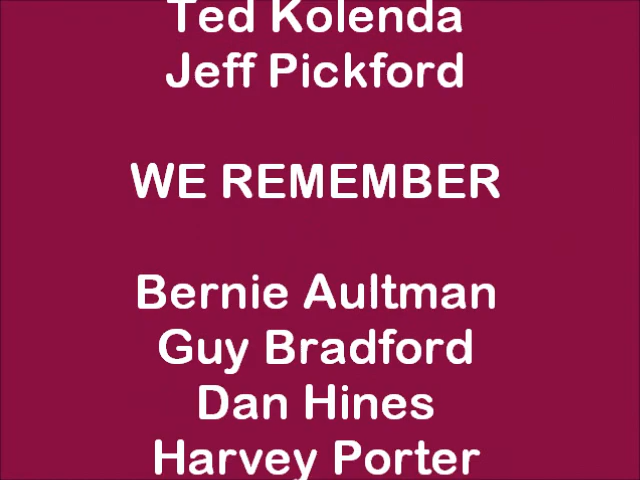 Ted Kolenda
Jeff Pickford
WE REMEMBER
Bernie Aultman
Guy Bradford
Dan Hines
Harvey Porter